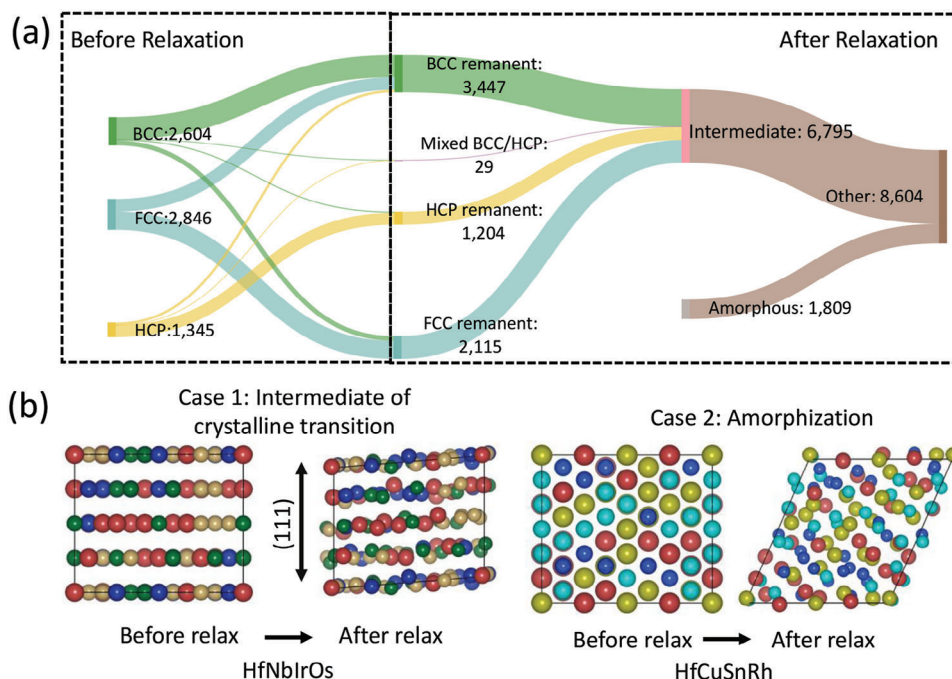 (a)
Before Relaxation
After Relaxation
BCC remanent:
3,447
BCC:2,604
Mixed BCC/HCP:
29
Intermediate: 6,795
FCC:2,846
HCP remanent:
1,204
Other: 8,604
HCP:1,345
FCC remanent:
2,115
Amorphous: 1,809
(b)
Case 1: Intermediate of
crystalline transition
Case 2: Amorphization
(111)
Before relax
After relax
Before relax
After relax
HfNbIrOs
HfCuSnRh